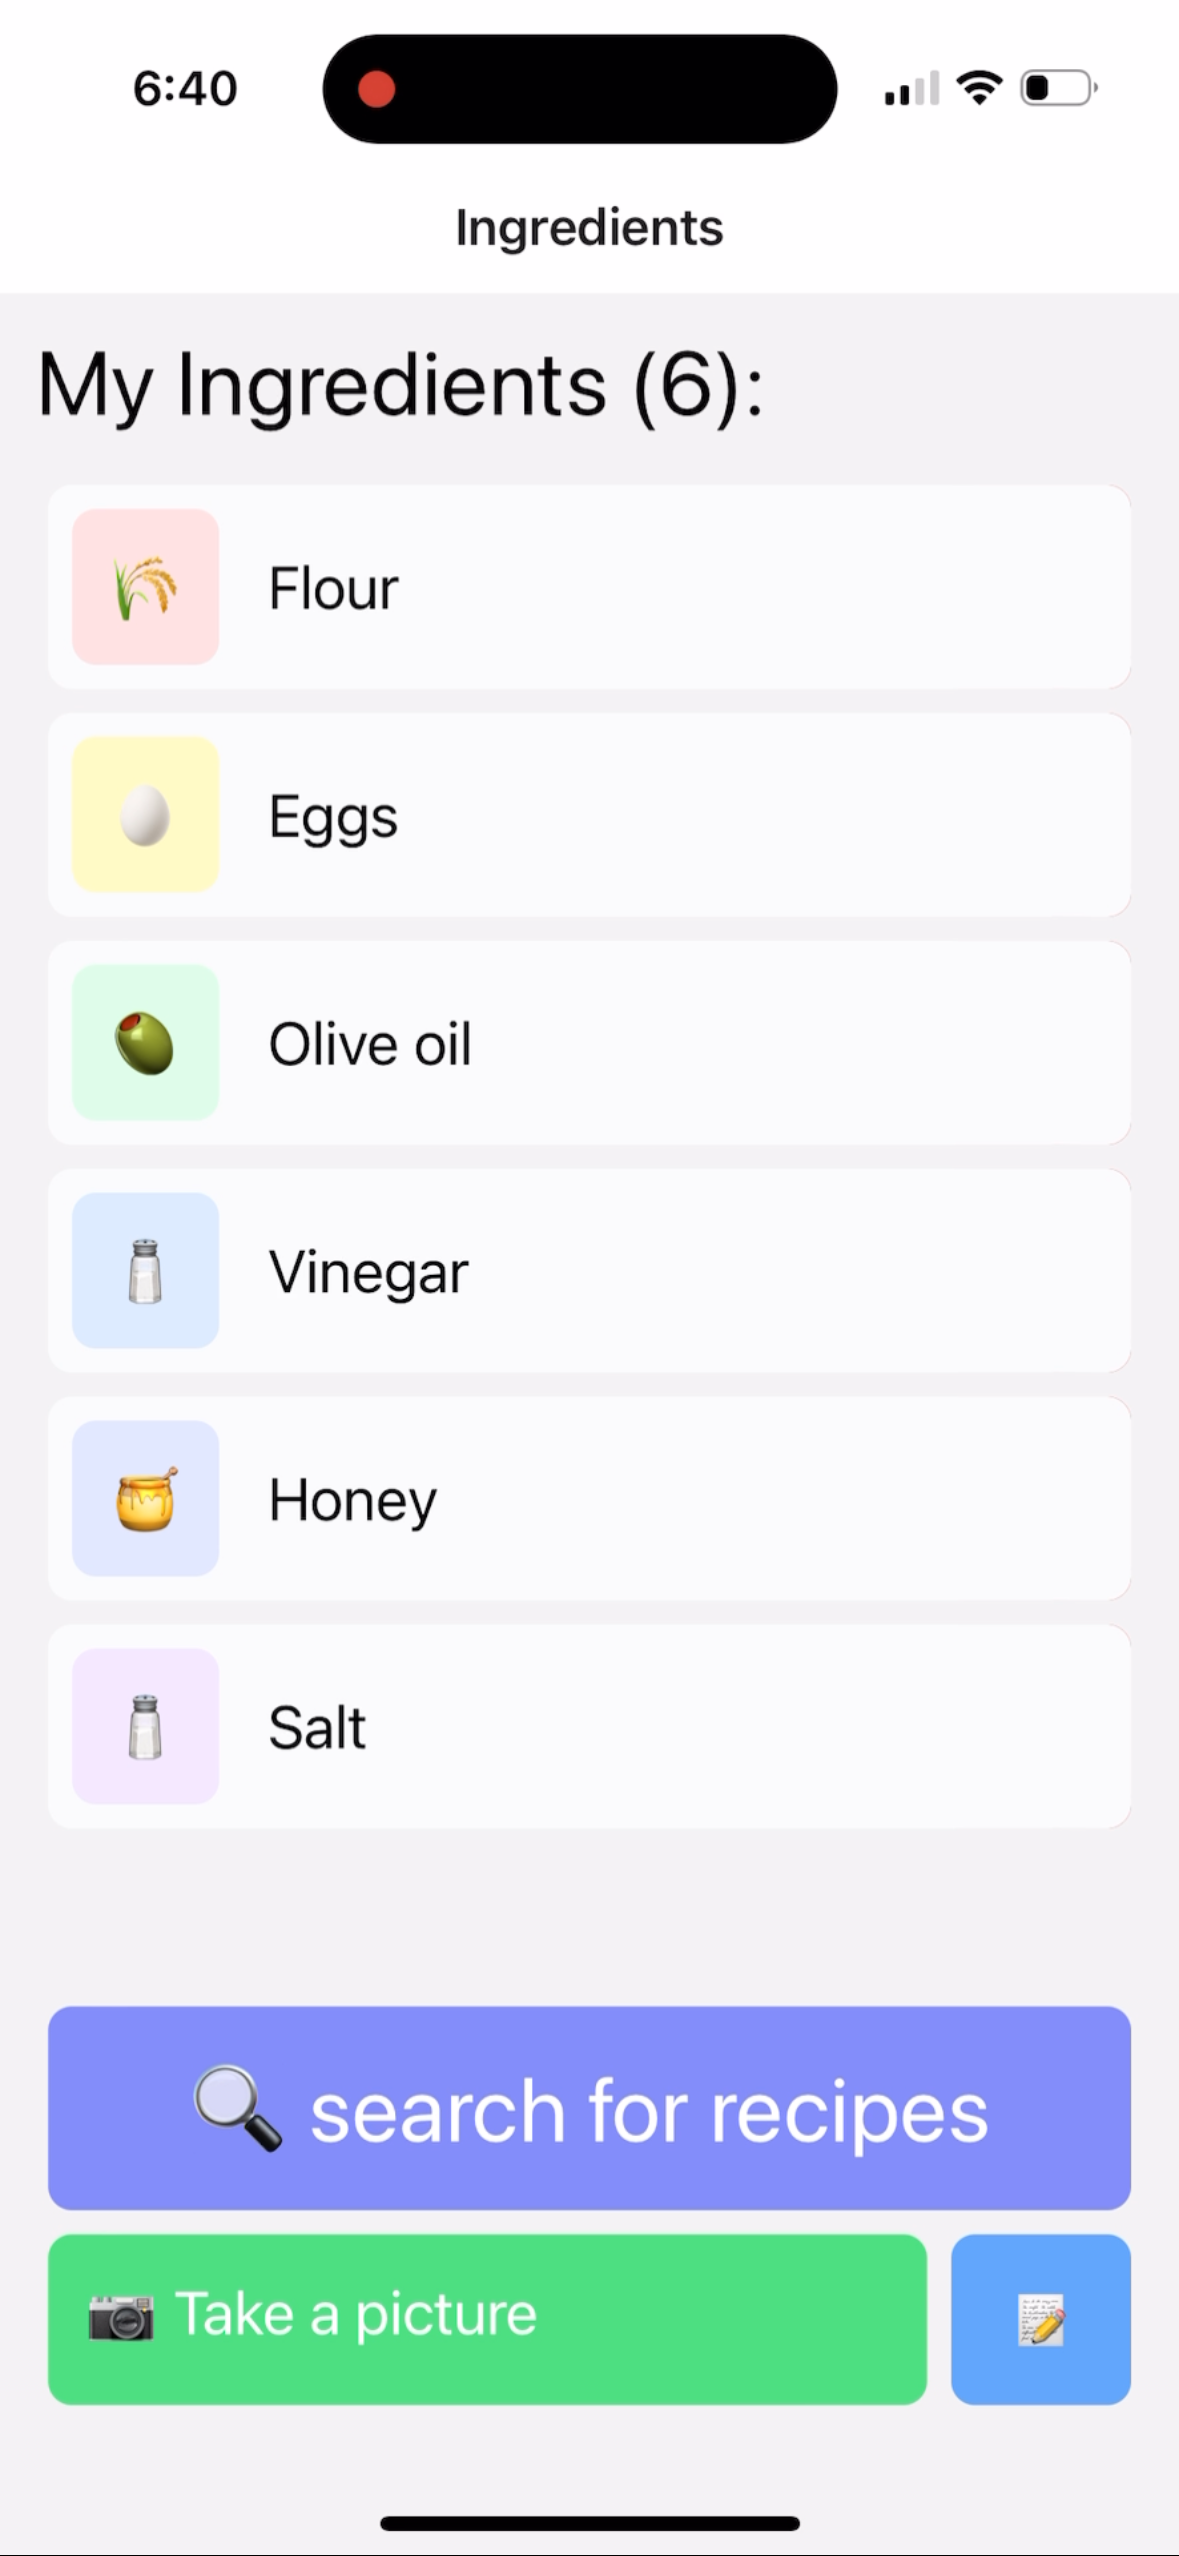 6:40
Ingredients
My Ingredients (6):
Flour
Eggs
Olive oil
Vinegar
Honey
Salt
search for recipes
Take a picture